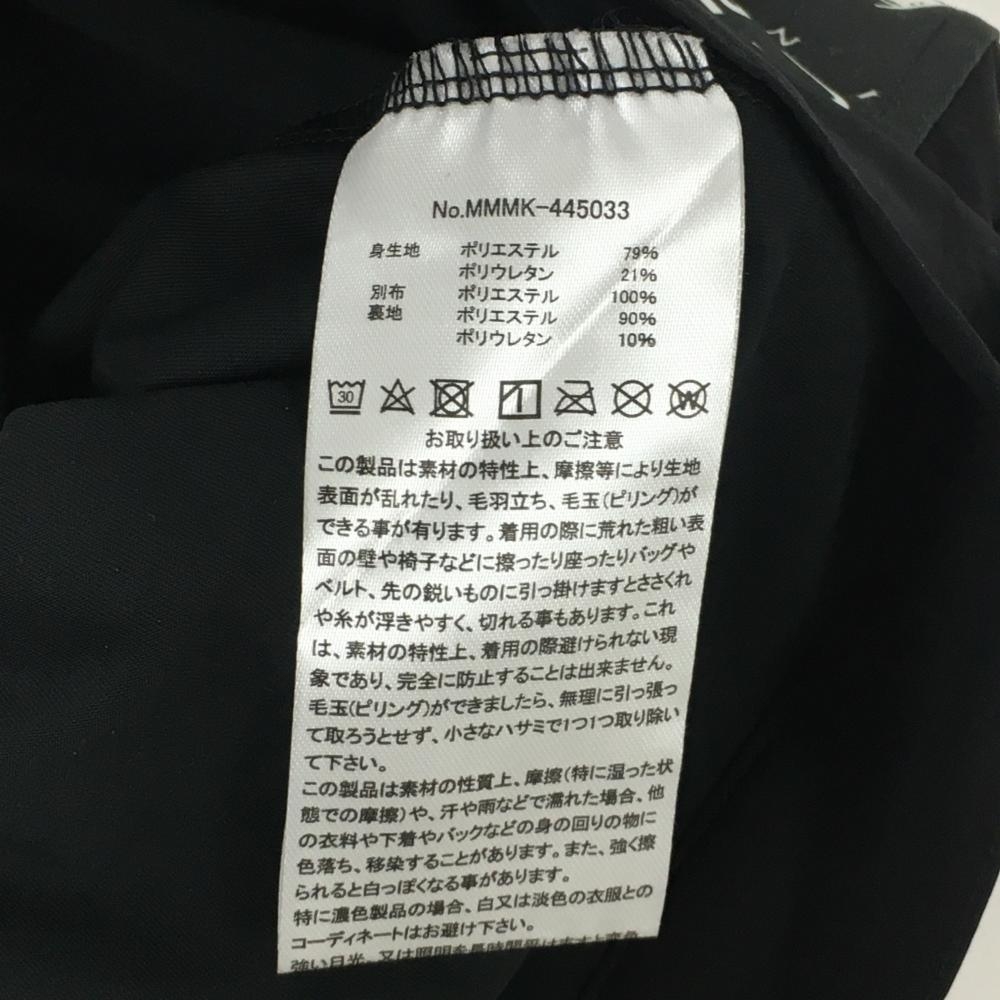 No.MMMK-445033
身生地 ポリエステル 79%
ポリウレタン 21%
別布 ポリエステル 100%
裏地 ポリエステル 90%
ポリウレタン 10%
30 W
お取り扱い上のご注意
この製品は素材の特性上、摩擦等により生地
表面が乱れたり、毛羽立ち、毛玉(ピリング)が
できる事が有ります。着用の際に荒れた粗い表
面の壁や椅子などに擦ったり座ったりバッグや
ベルト、先の鋭いものに引っ掛けますとささくれ
や糸が浮きやすく、切れる事もあります。これ
は、素材の特性上、着用の際避けられない現
象であり、完全に防止することは出来ません。
毛玉(ピリング)ができましたら、無理に引っ張っ
て取ろうとせず、小さなハサミで1つ1つ取り除い
て下さい。
この製品は素材の性質上、摩擦(特に湿った状
態での摩擦)や、汗や雨などで濡れた場合、他
の衣料や下着やバックなどの身の回りの物に
色落ち、移染することがあります。また、強く擦
られると白っぽくなる事があります。
特に濃色製品の場合、白又は淡色の衣服との
コーディネートはお避け下さい。
強い日光、又は照明を長時間